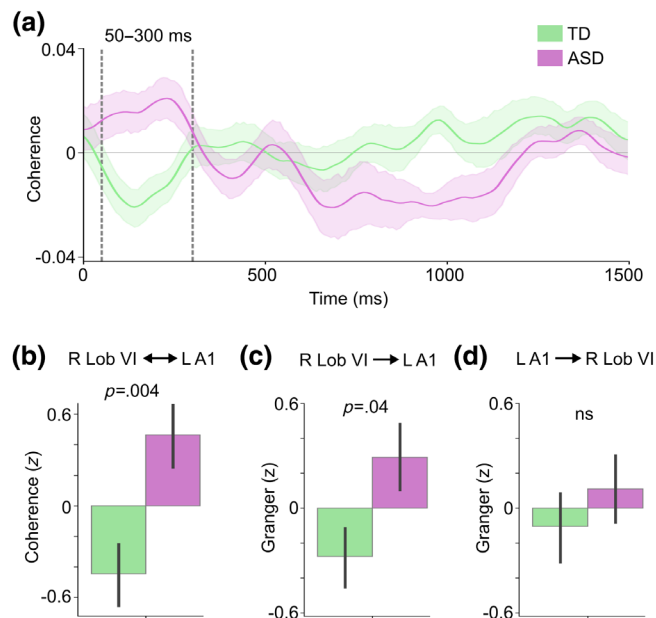 (a)
50–300 ms
TD
ASD
0.04
0
-0.04
Coherence
0 500 1000 1500
Time (ms)
(b) R Lob VI ↔ L A1
p=.004
0.6
0
-0.6
Coherence (z)
(c) R Lob VI → L A1
p=.04
0.6
0
-0.6
Granger (z)
(d) L A1 → R Lob VI
ns
0.6
0
-0.6
Granger (z)